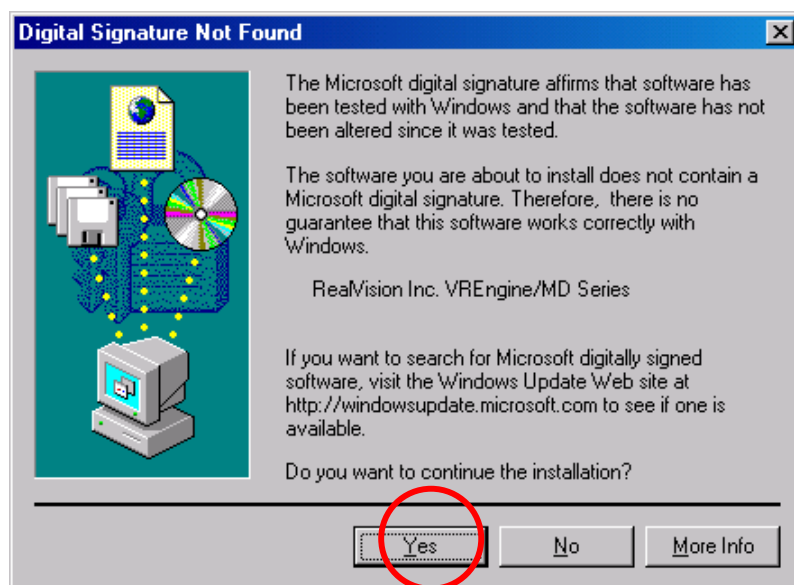 Digital Signature Not Found
The Microsoft digital signature affirms that software has
been tested with Windows and that the software has not
been altered since it was tested.
The software you are about to install does not contain a
Microsoft digital signature. Therefore, there is no
guarantee that this software works correctly with
Windows.
RealVision Inc. VREngine/MD Series
If you want to search for Microsoft digitally signed
software, visit the Windows Update Web site at
http://windowsupdate.microsoft.com to see if one is
available.
Do you want to continue the installation?
Yes No More Info